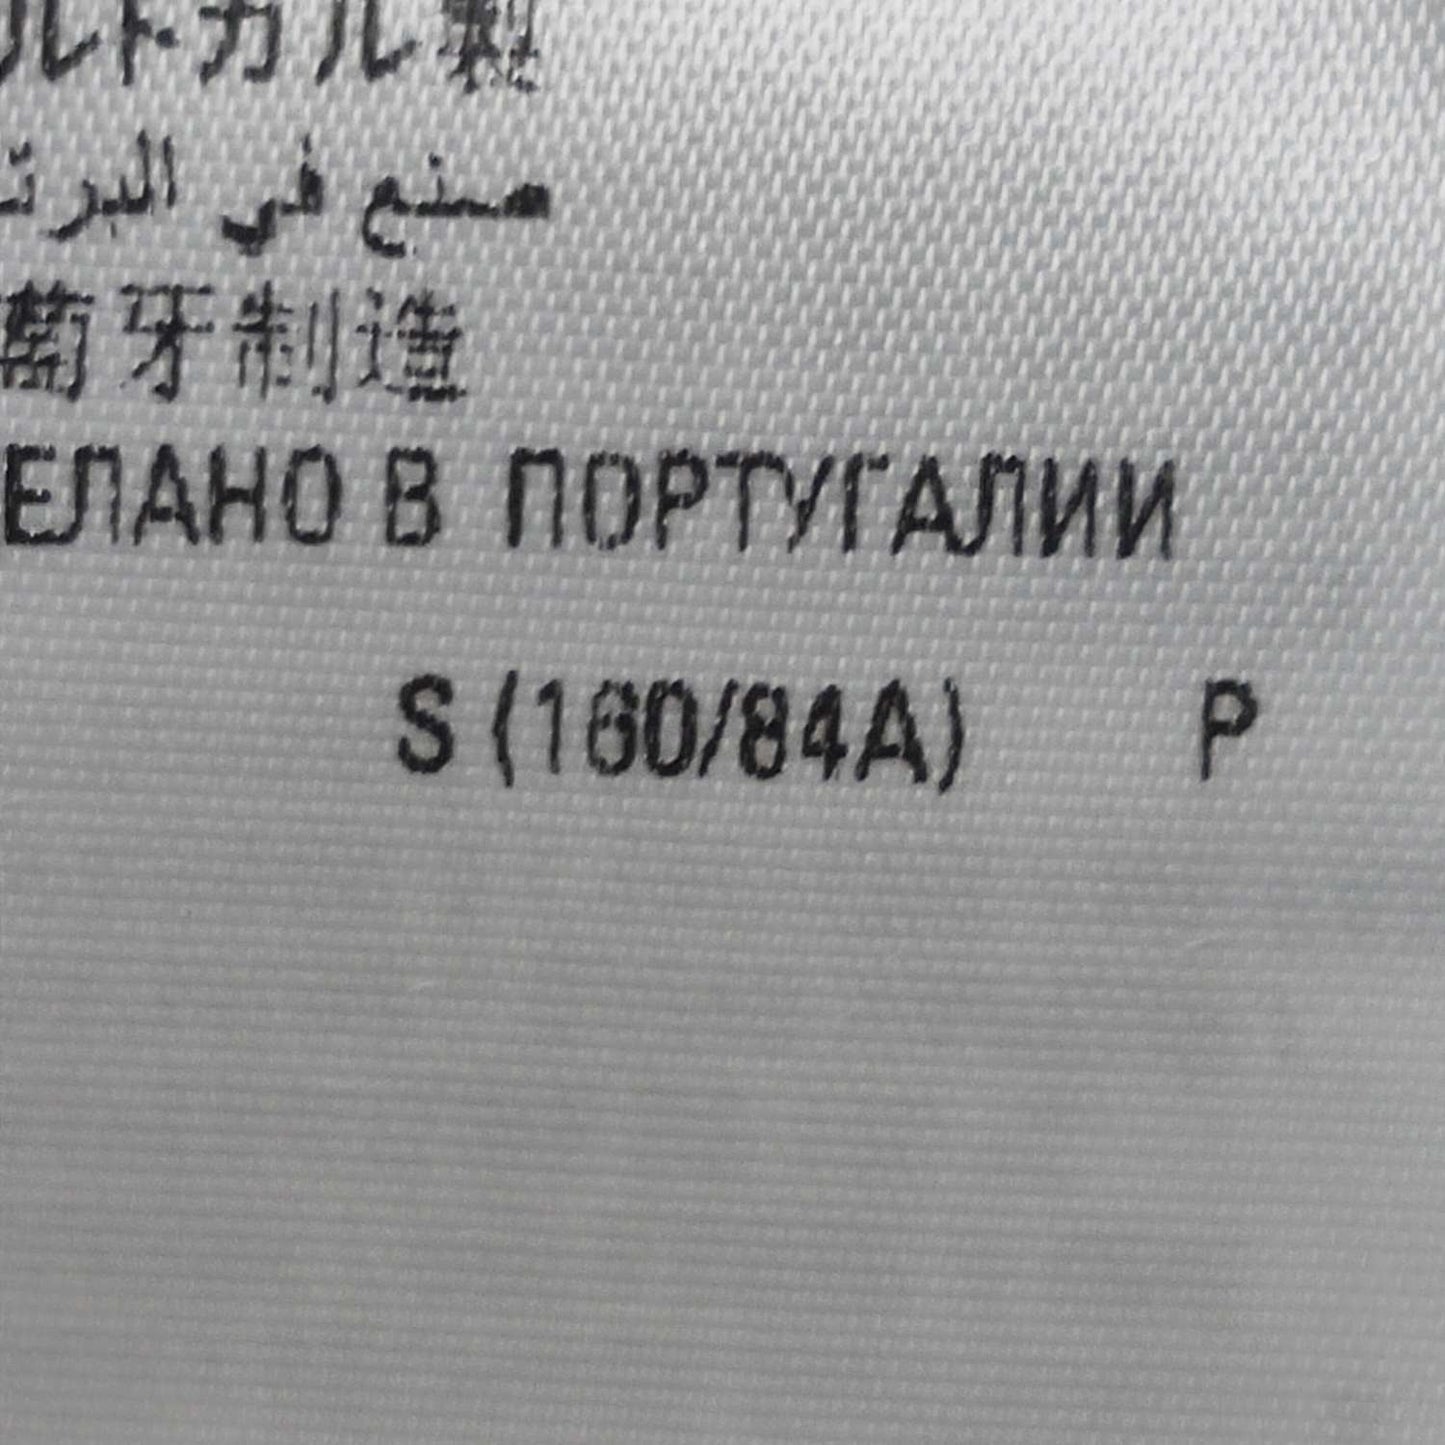 ルトガル製
صنع في البرت
萄牙制造
ЕЛАНО В ПОРТУГАЛИИ
S (160/84A) P